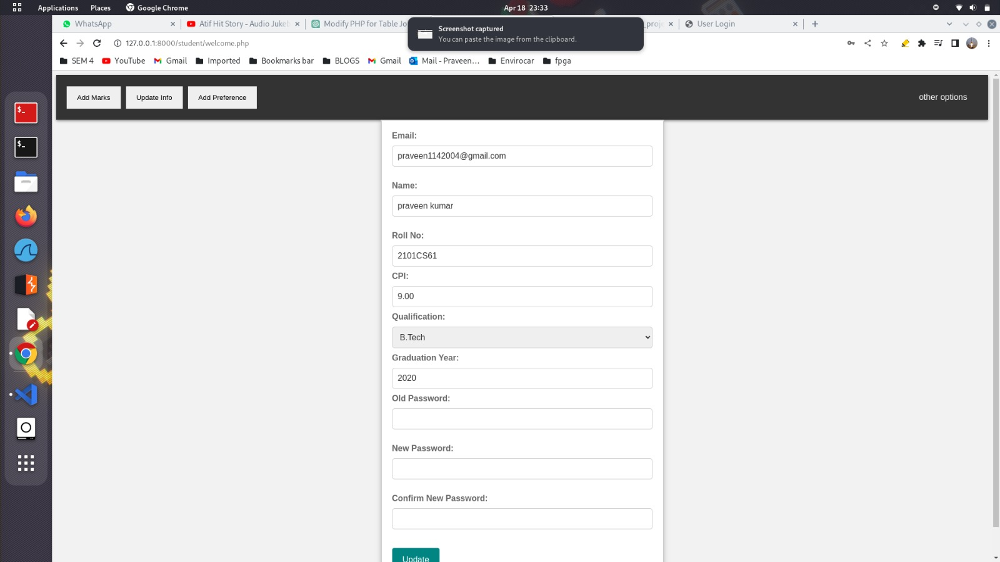 Applications Places Google Chrome Apr 18 23:33
WhatsApp Atif Hit Story - Audio Juke Modify PHP for Table Jo _proje User Login
Screenshot captured
You can paste the image from the clipboard.
127.0.0.1:8000/student/welcome.php
SEM 4 YouTube Gmail Imported Bookmarks bar BLOGS Gmail Mail - Praveen... Envirocar fpga
Add Marks Update Info Add Preference other options
Email:
praveen1142004@gmail.com
Name:
praveen kumar
Roll No:
2101CS61
CPI:
9.00
Qualification:
B.Tech
Graduation Year:
2020
Old Password:
New Password:
Confirm New Password:
Update